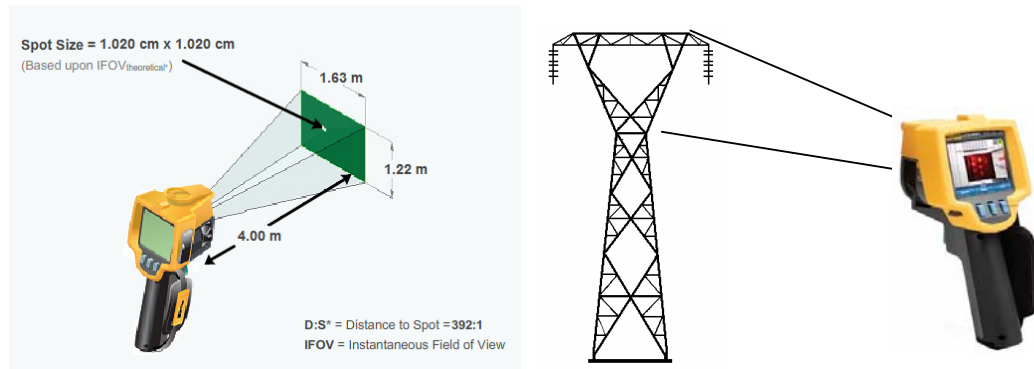 Spot Size = 1.020 cm x 1.020 cm
(Based upon IFOVtheoretical*)
1.63 m
1.22 m
4.00 m
D:S* = Distance to Spot =392:1
IFOV = Instantaneous Field of View